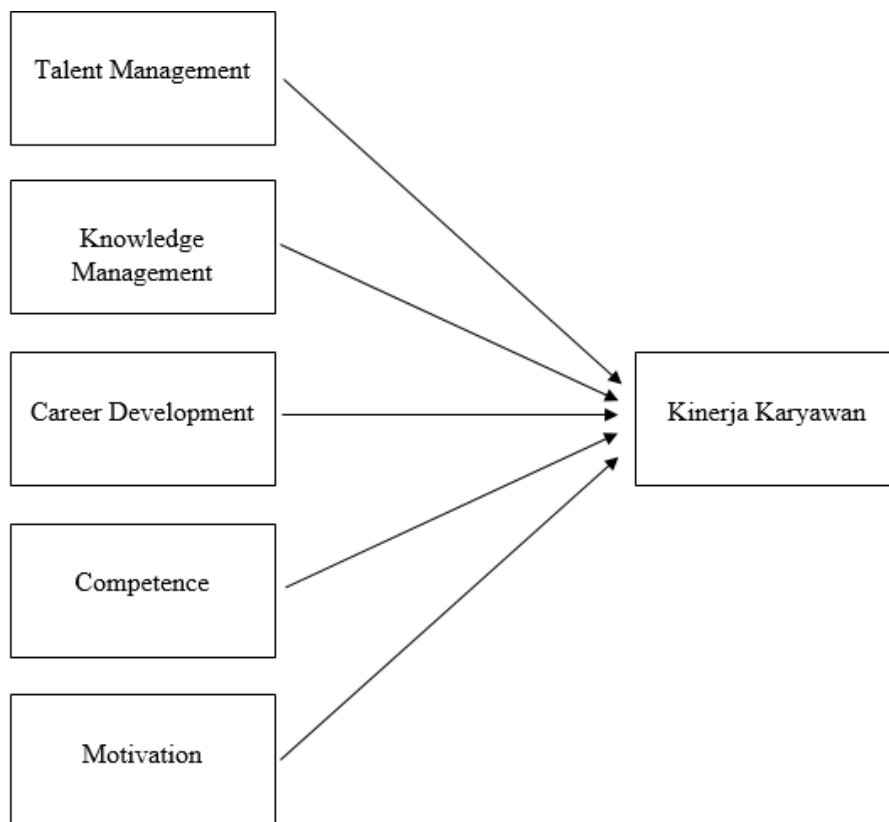 Talent Management
Knowledge
Management
Career Development
Kinerja Karyawan
Competence
Motivation